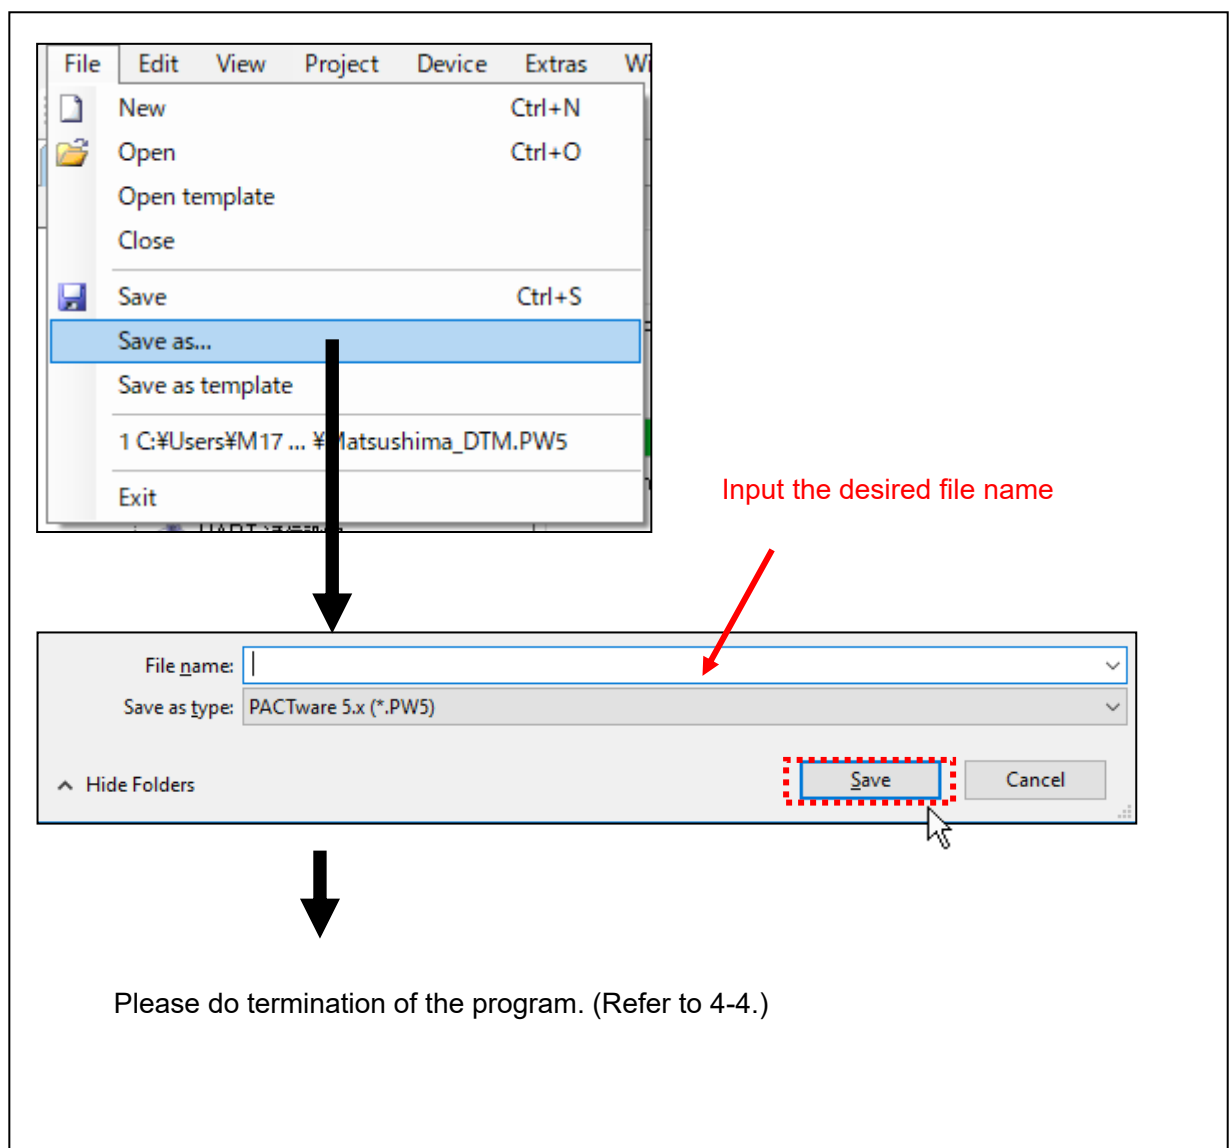 File Edit View Project Device Extras
New Ctrl+N
Open Ctrl+O
Open template
Close
Save Ctrl+S
Save as...
Save as template
1 C:¥Users¥M17 ... ¥Matsushima_DTM.PW5
Exit
Input the desired file name
File name:
Save as type: PACTware 5.x (*.PW5)
Hide Folders Save Cancel
Please do termination of the program. (Refer to 4-4.)